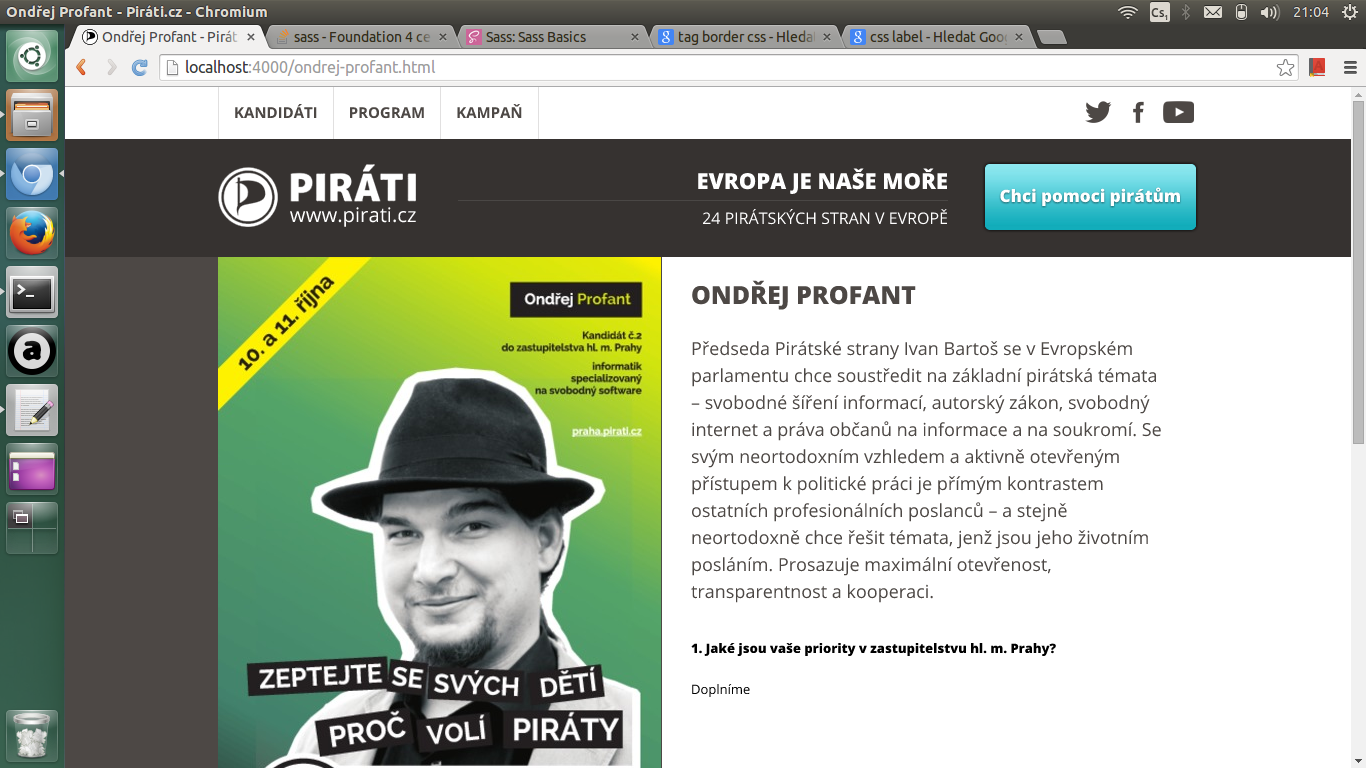 Ondřej Profant - Piráti.cz - Chromium
Cs1
21:04
Ondřej Profant - Pirát
sass - Foundation 4 ce
Sass: Sass Basics
tag border css - Hleda
css label - Hledat Goo
localhost:4000/ondrej-profant.html
KANDIDÁTI
PROGRAM
KAMPAŇ
PIRÁTI
www.pirati.cz
EVROPA JE NAŠE MOŘE
24 PIRÁTSKÝCH STRAN V EVROPĚ
Chci pomoci pirátům
10. a 11. října
Ondřej Profant
Kandidát č.2
do zastupitelstva hl. m. Prahy
informatik
specializovaný
na svobodný software
praha.pirati.cz
ZEPTEJTE SE SVÝCH DĚTÍ
PROČ VOLÍ PIRÁTY
ONDŘEJ PROFANT
Předseda Pirátské strany Ivan Bartoš se v Evropském
parlamentu chce soustředit na základní pirátská témata
– svobodné šíření informací, autorský zákon, svobodný
internet a práva občanů na informace a na soukromí. Se
svým neortodoxním vzhledem a aktivně otevřeným
přístupem k politické práci je přímým kontrastem
ostatních profesionálních poslanců – a stejně
neortodoxně chce řešit témata, jenž jsou jeho životním
posláním. Prosazuje maximální otevřenost,
transparentnost a kooperaci.
1. Jaké jsou vaše priority v zastupitelstvu hl. m. Prahy?
Doplníme